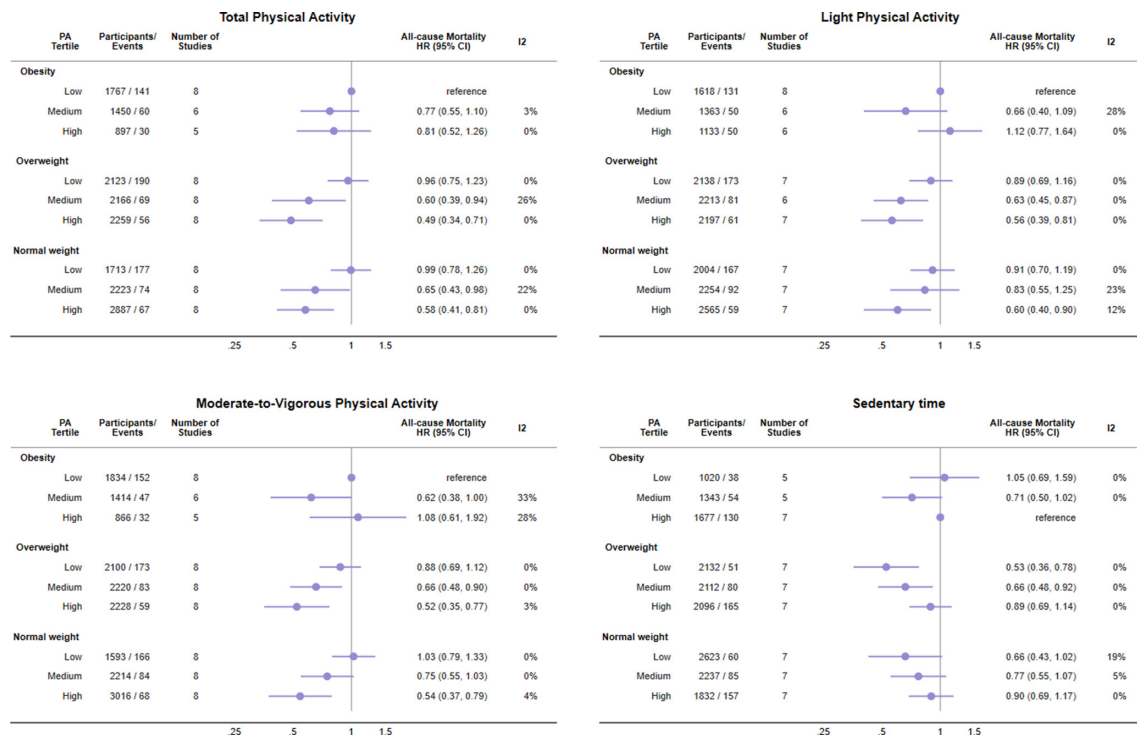 Total Physical Activity
PA Tertile Participants/ Events Number of Studies All-cause Mortality HR (95% CI) I2
Obesity
Low 1767 / 141 8 reference
Medium 1450 / 60 6 0.77 (0.55, 1.10) 3%
High 897 / 30 5 0.81 (0.52, 1.26) 0%
Overweight
Low 2123 / 190 8 0.96 (0.75, 1.23) 0%
Medium 2166 / 69 8 0.60 (0.39, 0.94) 26%
High 2259 / 56 8 0.49 (0.34, 0.71) 0%
Normal weight
Low 1713 / 177 8 0.99 (0.78, 1.26) 0%
Medium 2223 / 74 8 0.65 (0.43, 0.98) 22%
High 2887 / 67 8 0.58 (0.41, 0.81) 0%
.25 .5 1 1.5
Light Physical Activity
PA Tertile Participants/ Events Number of Studies All-cause Mortality HR (95% CI) I2
Obesity
Low 1618 / 131 8 reference
Medium 1363 / 50 6 0.66 (0.40, 1.09) 28%
High 1133 / 50 6 1.12 (0.77, 1.64) 0%
Overweight
Low 2138 / 173 7 0.89 (0.69, 1.16) 0%
Medium 2213 / 81 6 0.63 (0.45, 0.87) 0%
High 2197 / 61 7 0.56 (0.39, 0.81) 0%
Normal weight
Low 2004 / 167 7 0.91 (0.70, 1.19) 0%
Medium 2254 / 92 7 0.83 (0.55, 1.25) 23%
High 2565 / 59 7 0.60 (0.40, 0.90) 12%
.25 .5 1 1.5
Moderate-to-Vigorous Physical Activity
PA Tertile Participants/ Events Number of Studies All-cause Mortality HR (95% CI) I2
Obesity
Low 1834 / 152 8 reference
Medium 1414 / 47 6 0.62 (0.38, 1.00) 33%
High 866 / 32 5 1.08 (0.61, 1.92) 28%
Overweight
Low 2100 / 173 8 0.88 (0.69, 1.12) 0%
Medium 2220 / 83 8 0.66 (0.48, 0.90) 0%
High 2228 / 59 8 0.52 (0.35, 0.77) 3%
Normal weight
Low 1593 / 166 8 1.03 (0.79, 1.33) 0%
Medium 2214 / 84 8 0.75 (0.55, 1.03) 0%
High 3016 / 68 8 0.54 (0.37, 0.79) 4%
.25 .5 1 1.5
Sedentary time
PA Tertile Participants/ Events Number of Studies All-cause Mortality HR (95% CI) I2
Obesity
Low 1020 / 38 5 1.05 (0.69, 1.59) 0%
Medium 1343 / 54 5 0.71 (0.50, 1.02) 0%
High 1677 / 130 7 reference
Overweight
Low 2132 / 51 7 0.53 (0.36, 0.78) 0%
Medium 2112 / 80 7 0.66 (0.48, 0.92) 0%
High 2096 / 165 7 0.89 (0.69, 1.14) 0%
Normal weight
Low 2623 / 60 7 0.66 (0.43, 1.02) 19%
Medium 2237 / 85 7 0.77 (0.55, 1.07) 5%
High 1832 / 157 7 0.90 (0.69, 1.17) 0%
.25 .5 1 1.5